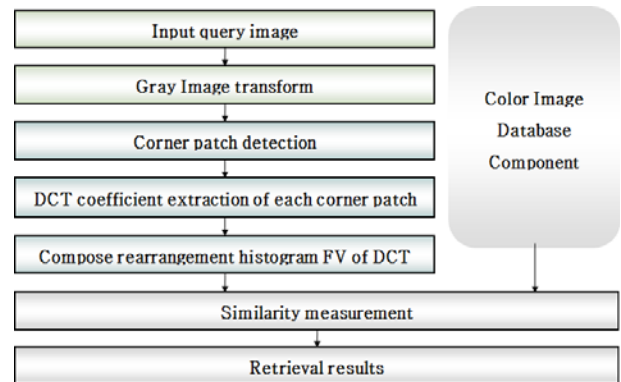 Input query image
Gray Image transform
Corner patch detection
DCT coefficient extraction of each corner patch
Compose rearrangement histogram FV of DCT
Color Image
Database
Component
Similarity measurement
Retrieval results